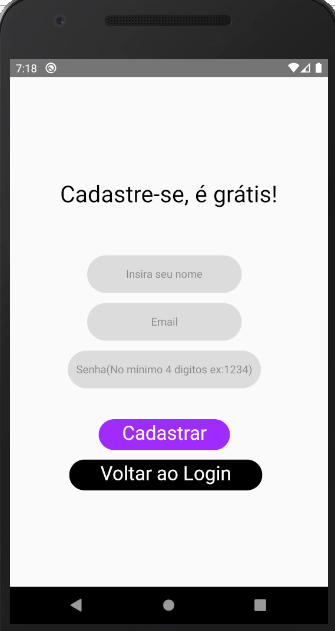 7:18
Cadastre-se, é grátis!
Insira seu nome
Email
Senha(No mínimo 4 digitos ex:1234)
Cadastrar
Voltar ao Login